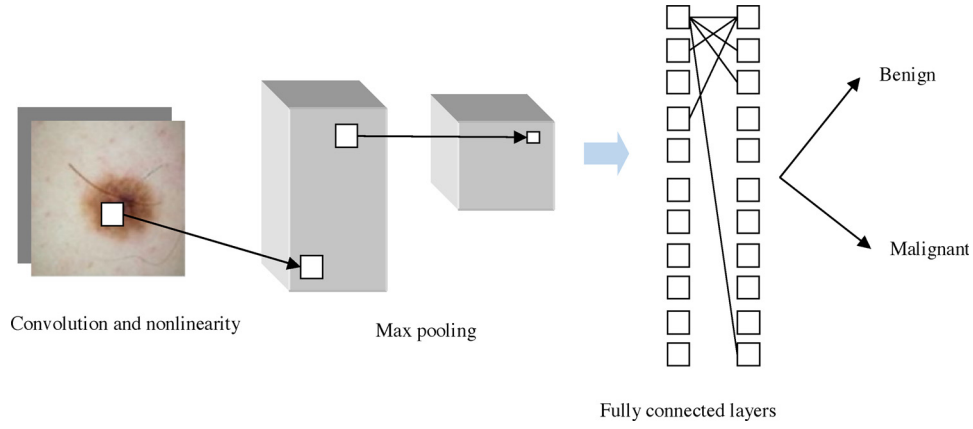 Benign
Malignant
Convolution and nonlinearity
Max pooling
Fully connected layers